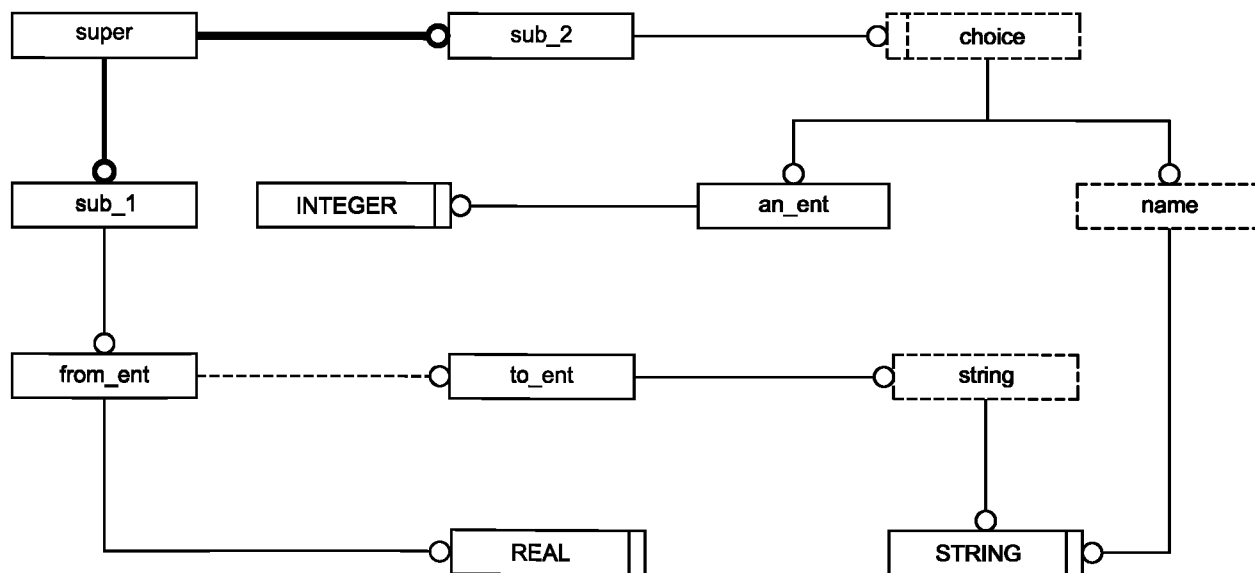 super
sub_2
choice
sub_1
INTEGER
an_ent
name
from_ent
to_ent
string
REAL
STRING